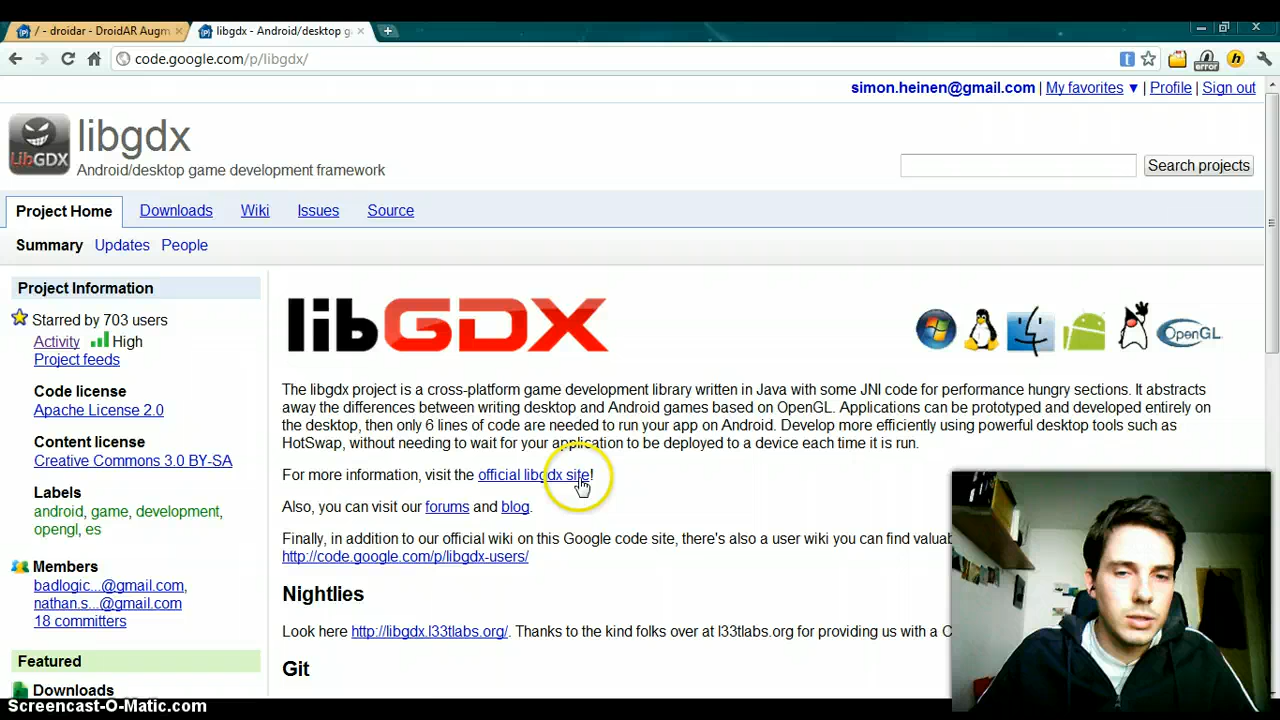 / - droidar - DroidAR Augm
libgdx - Android/desktop g
code.google.com/p/libgdx/
error
simon.heinen@gmail.com | My favorites ▼ | Profile | Sign out
LibGDX
libgdx
Android/desktop game development framework
Search projects
Project Home Downloads Wiki Issues Source
Summary Updates People
Project Information
Starred by 703 users
Activity High
Project feeds
Code license
Apache License 2.0
Content license
Creative Commons 3.0 BY-SA
Labels
android, game, development,
opengl, es
Members
badlogic...@gmail.com,
nathan.s...@gmail.com
18 committers
Featured
Downloads
libGDX
OpenGL
The libgdx project is a cross-platform game development library written in Java with some JNI code for performance hungry sections. It abstracts
away the differences between writing desktop and Android games based on OpenGL. Applications can be prototyped and developed entirely on
the desktop, then only 6 lines of code are needed to run your app on Android. Develop more efficiently using powerful desktop tools such as
HotSwap, without needing to wait for your application to be deployed to a device each time it is run.
For more information, visit the official libgdx site!
Also, you can visit our forums and blog.
Finally, in addition to our official wiki on this Google code site, there's also a user wiki you can find valuab
http://code.google.com/p/libgdx-users/
Nightlies
Look here http://libgdx.l33tlabs.org/. Thanks to the kind folks over at l33tlabs.org for providing us with a C
Git
Screencast-O-Matic.com